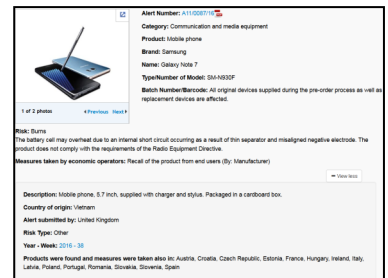 Alert Number: A11/0087/16
Category: Communication and media equipment
Product: Mobile phone
Brand: Samsung
Name: Galaxy Note 7
Type/Number of Model: SM-N930F
Batch Number/Barcode: All original devices supplied during the pre-order process as well as
replacement devices are affected.
1 of 2 photos
Previous Next
Risk: Burns
The battery cell may overheat due to an internal short circuit occurring as a result of thin separator and misaligned negative electrode. The
product does not comply with the requirements of the Radio Equipment Directive.
Measures taken by economic operators: Recall of the product from end users (By: Manufacturer)
View less
Description: Mobile phone, 5.7 inch, supplied with charger and stylus. Packaged in a cardboard box.
Country of origin: Vietnam
Alert submitted by: United Kingdom
Risk Type: Other
Year - Week: 2016 - 38
Products were found and measures were taken also in: Austria, Croatia, Czech Republic, Estonia, France, Hungary, Ireland, Italy,
Latvia, Poland, Portugal, Romania, Slovakia, Slovenia, Spain